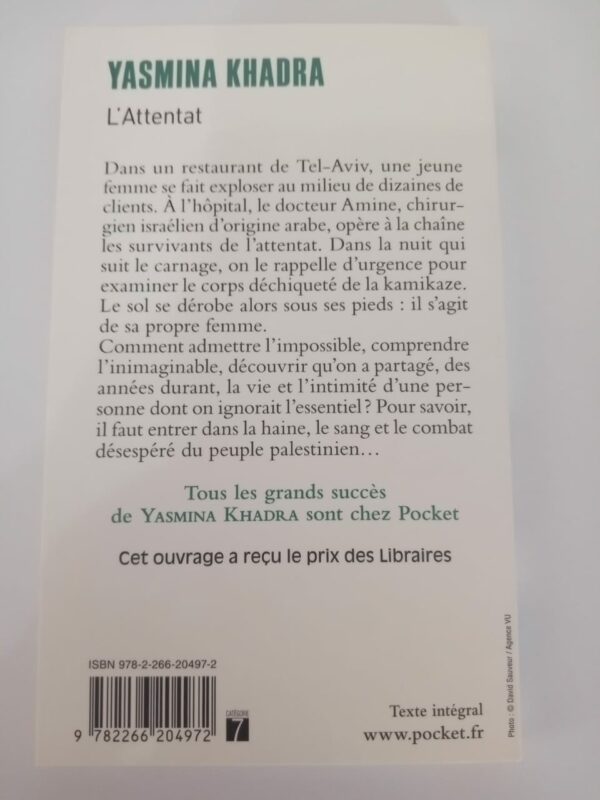 YASMINA KHADRA
L'Attentat
Dans un restaurant de Tel-Aviv, une jeune
femme se fait exploser au milieu de dizaines de
clients. À l'hôpital, le docteur Amine, chirur-
gien israélien d'origine arabe, opère à la chaîne
les survivants de l'attentat. Dans la nuit qui
suit le carnage, on le rappelle d'urgence pour
examiner le corps déchiqueté de la kamikaze.
Le sol se dérobe alors sous ses pieds : il s'agit
de sa propre femme.
Comment admettre l'impossible, comprendre
l'inimaginable, découvrir qu'on a partagé, des
années durant, la vie et l'intimité d'une per-
sonne dont on ignorait l'essentiel ? Pour savoir,
il faut entrer dans la haine, le sang et le combat
désespéré du peuple palestinien…
Tous les grands succès
de YASMINA KHADRA sont chez Pocket
Cet ouvrage a reçu le prix des Libraires
ISBN 978-2-266-20497-2
9 782266 204972
CATÉGORIE
7
Texte intégral
www.pocket.fr
Photo : © David Sauveur / Agence VU